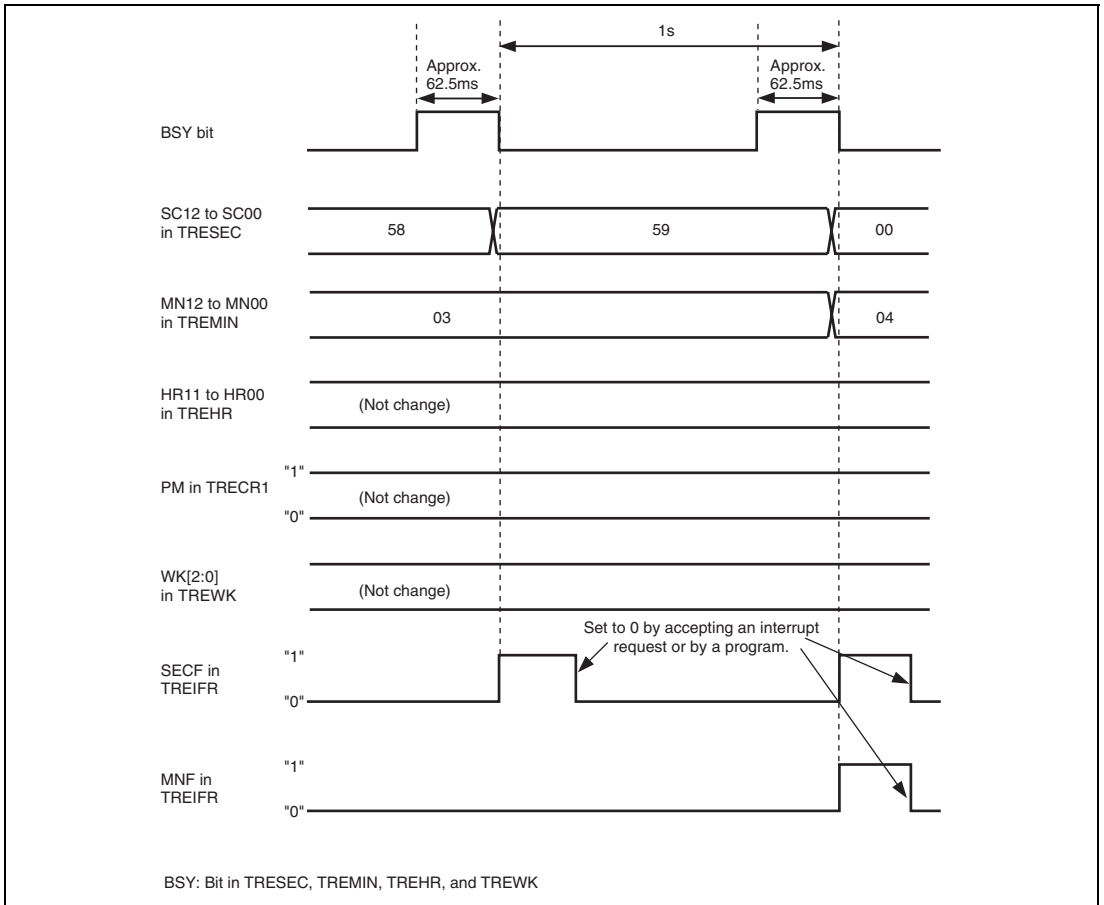 1s
Approx.
62.5ms
Approx.
62.5ms
BSY bit
SC12 to SC00
in TRESEC
58
59
00
MN12 to MN00
in TREMIN
03
04
HR11 to HR00
in TREHR
(Not change)
PM in TRECR1
"1"
(Not change)
"0"
WK[2:0]
in TREWK
(Not change)
Set to 0 by accepting an interrupt
request or by a program.
SECF in
TREIFR
"1"
"0"
MNF in
TREIFR
"1"
"0"
BSY: Bit in TRESEC, TREMIN, TREHR, and TREWK